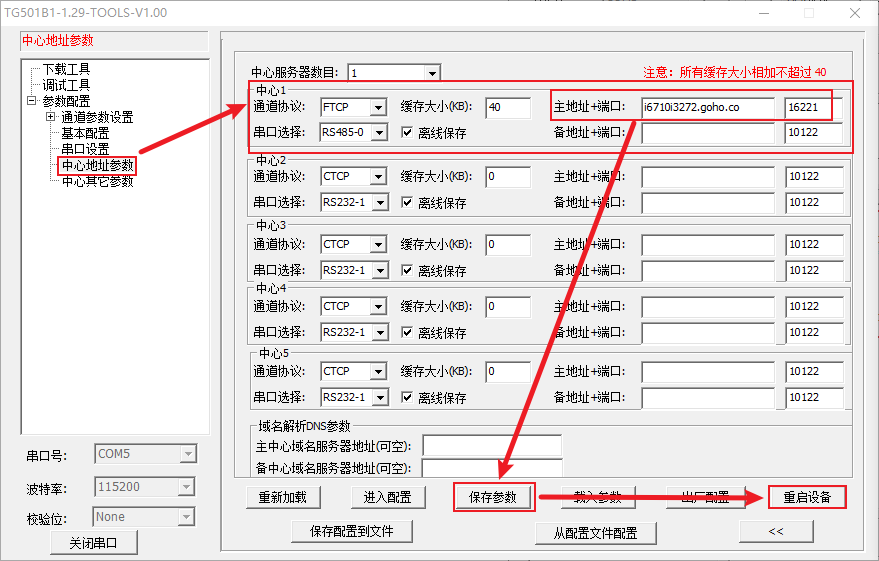 TG501B1-1.29-TOOLS-V1.00
中心地址参数
下载工具
调试工具
参数配置
通道参数设置
基本配置
串口设置
中心地址参数
中心其它参数
串口号: COM5
波特率: 115200
校验位: None
关闭串口
中心服务器数目: 1 注意: 所有缓存大小相加不超过 40
中心1
通道协议: FTCP 缓存大小(KB): 40 主地址+端口: i6710i3272.goho.co 16221
串口选择: RS485-0 离线保存 备地址+端口: 10122
中心2
通道协议: CTCP 缓存大小(KB): 0 主地址+端口: 10122
串口选择: RS232-1 离线保存 备地址+端口: 10122
中心3
通道协议: CTCP 缓存大小(KB): 0 主地址+端口: 10122
串口选择: RS232-1 离线保存 备地址+端口: 10122
中心4
通道协议: CTCP 缓存大小(KB): 0 主地址+端口: 10122
串口选择: RS232-1 离线保存 备地址+端口: 10122
中心5
通道协议: CTCP 缓存大小(KB): 0 主地址+端口: 10122
串口选择: RS232-1 离线保存 备地址+端口: 10122
域名解析DNS参数
主中心域名服务器地址(可空):
备中心域名服务器地址(可空):
重新加载 进入配置 保存参数 载入参数 出厂配置 重启设备
保存配置到文件 从配置文件配置 <<